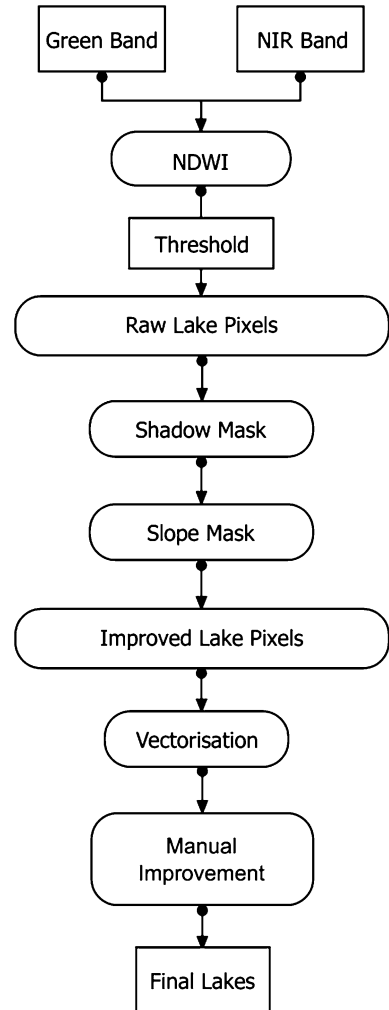 Green Band
NIR Band
NDWI
Threshold
Raw Lake Pixels
Shadow Mask
Slope Mask
Improved Lake Pixels
Vectorisation
Manual
Improvement
Final Lakes